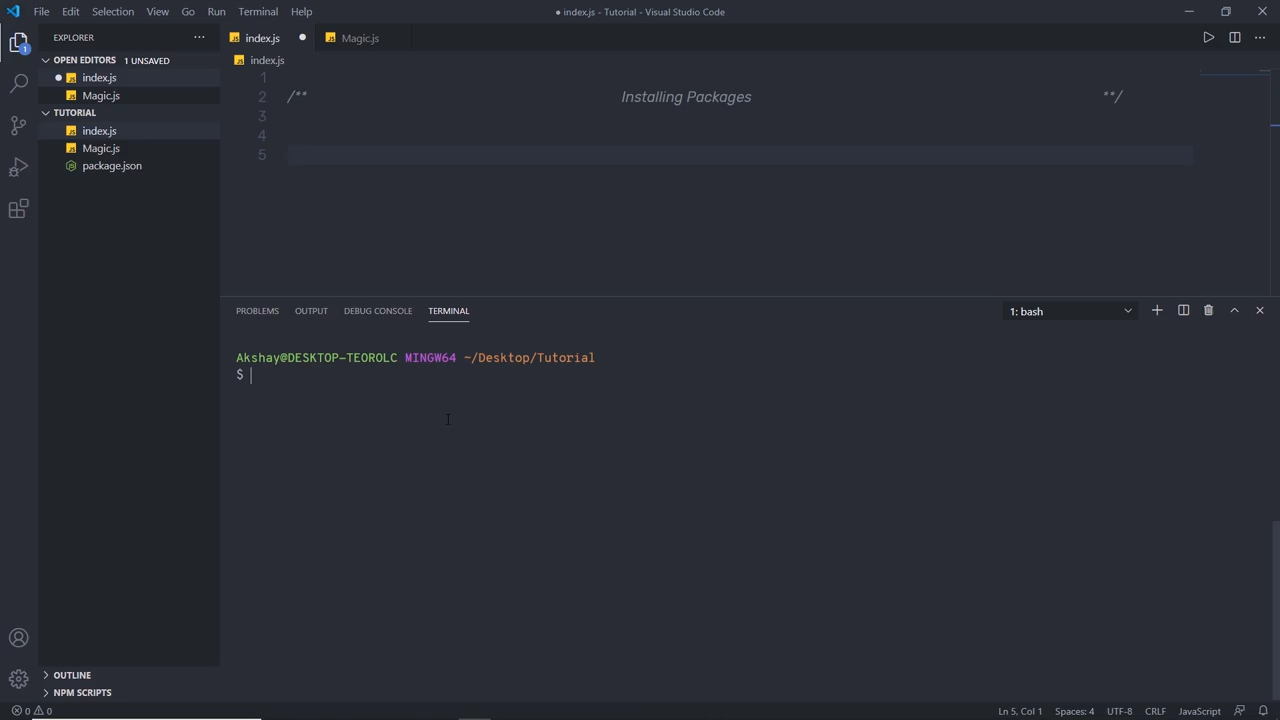 File Edit Selection View Go Run Terminal Help
● index.js - Tutorial - Visual Studio Code
EXPLORER
index.js
Magic.js
OPEN EDITORS 1 UNSAVED
index.js
Magic.js
TUTORIAL
index.js
Magic.js
package.json
OUTLINE
NPM SCRIPTS
1
index.js
1
2 /** Installing Packages **/
3
4
5
PROBLEMS OUTPUT DEBUG CONSOLE TERMINAL
1: bash
Akshay@DESKTOP-TEOROLC MINGW64 ~/Desktop/Tutorial
$
0 0
Ln 5, Col 1 Spaces: 4 UTF-8 CRLF JavaScript